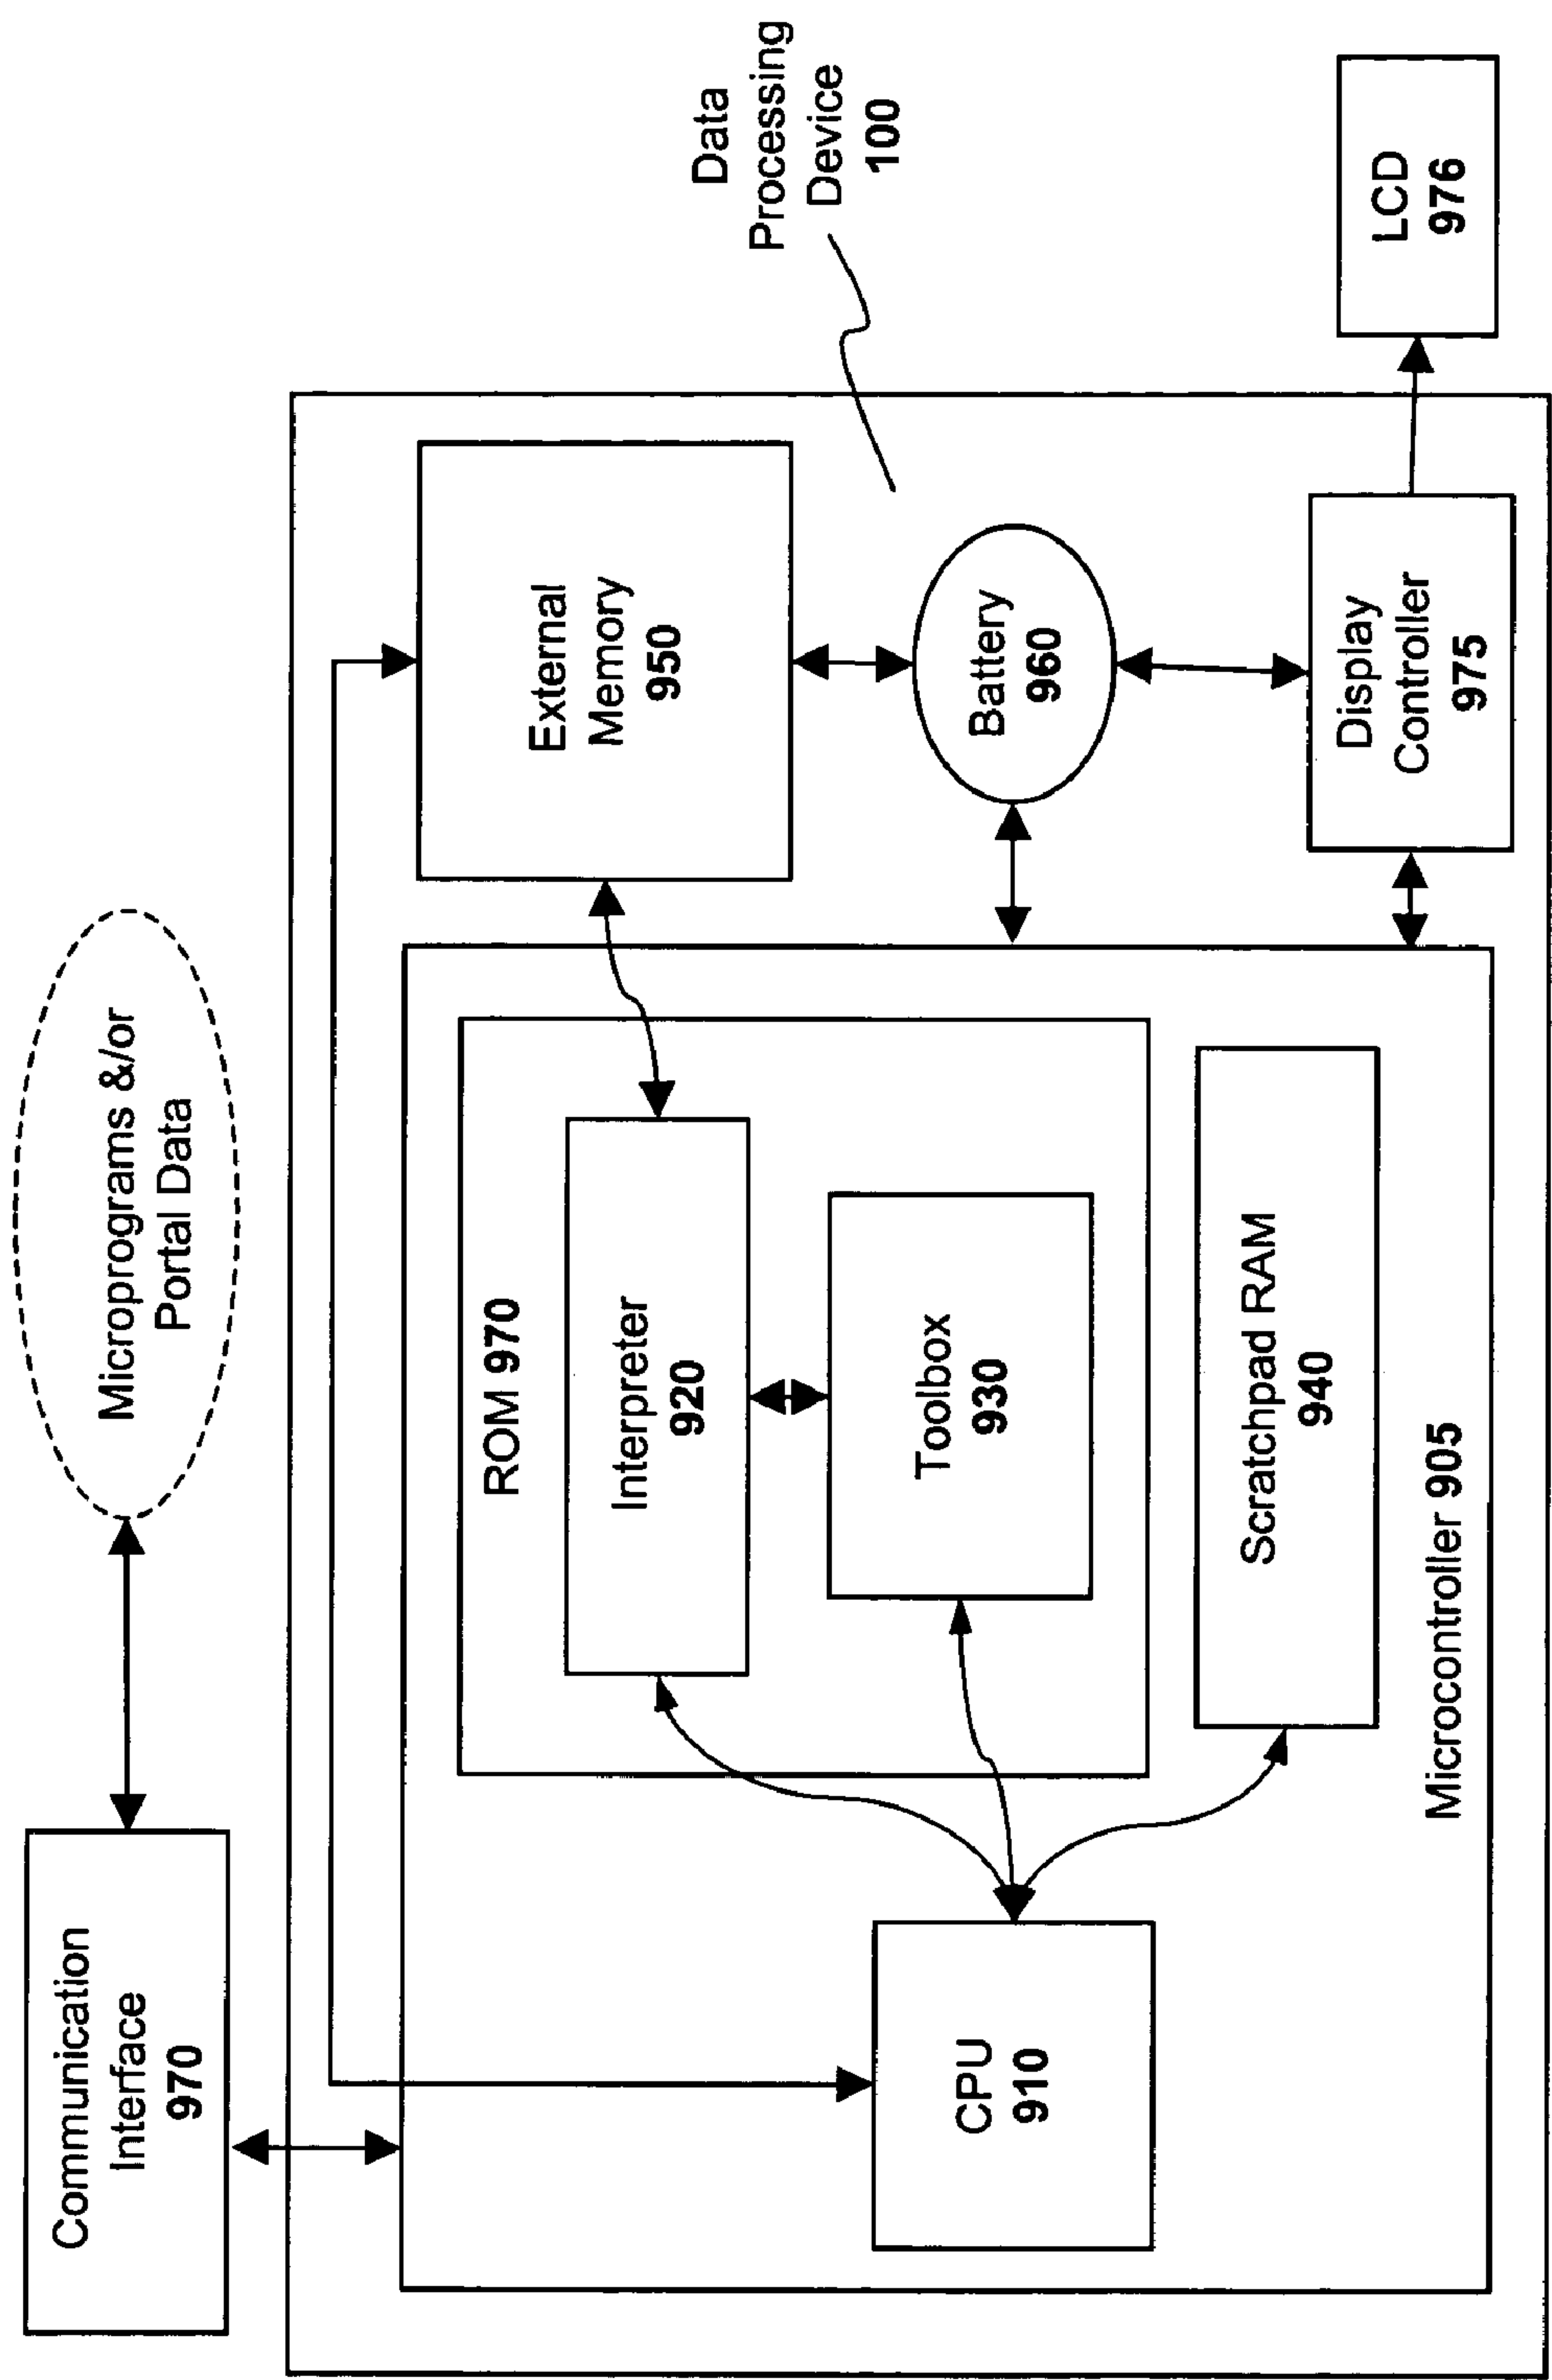 Communication
Interface
970
Microprograms &/or
Portal Data
ROM 970
Interpreter
920
Toolbox
930
Scratchpad RAM
940
Microcontroller 905
CPU
910
External
Memory
950
Battery
960
Display
Controller
975
Data
Processing
Device
100
LCD
976